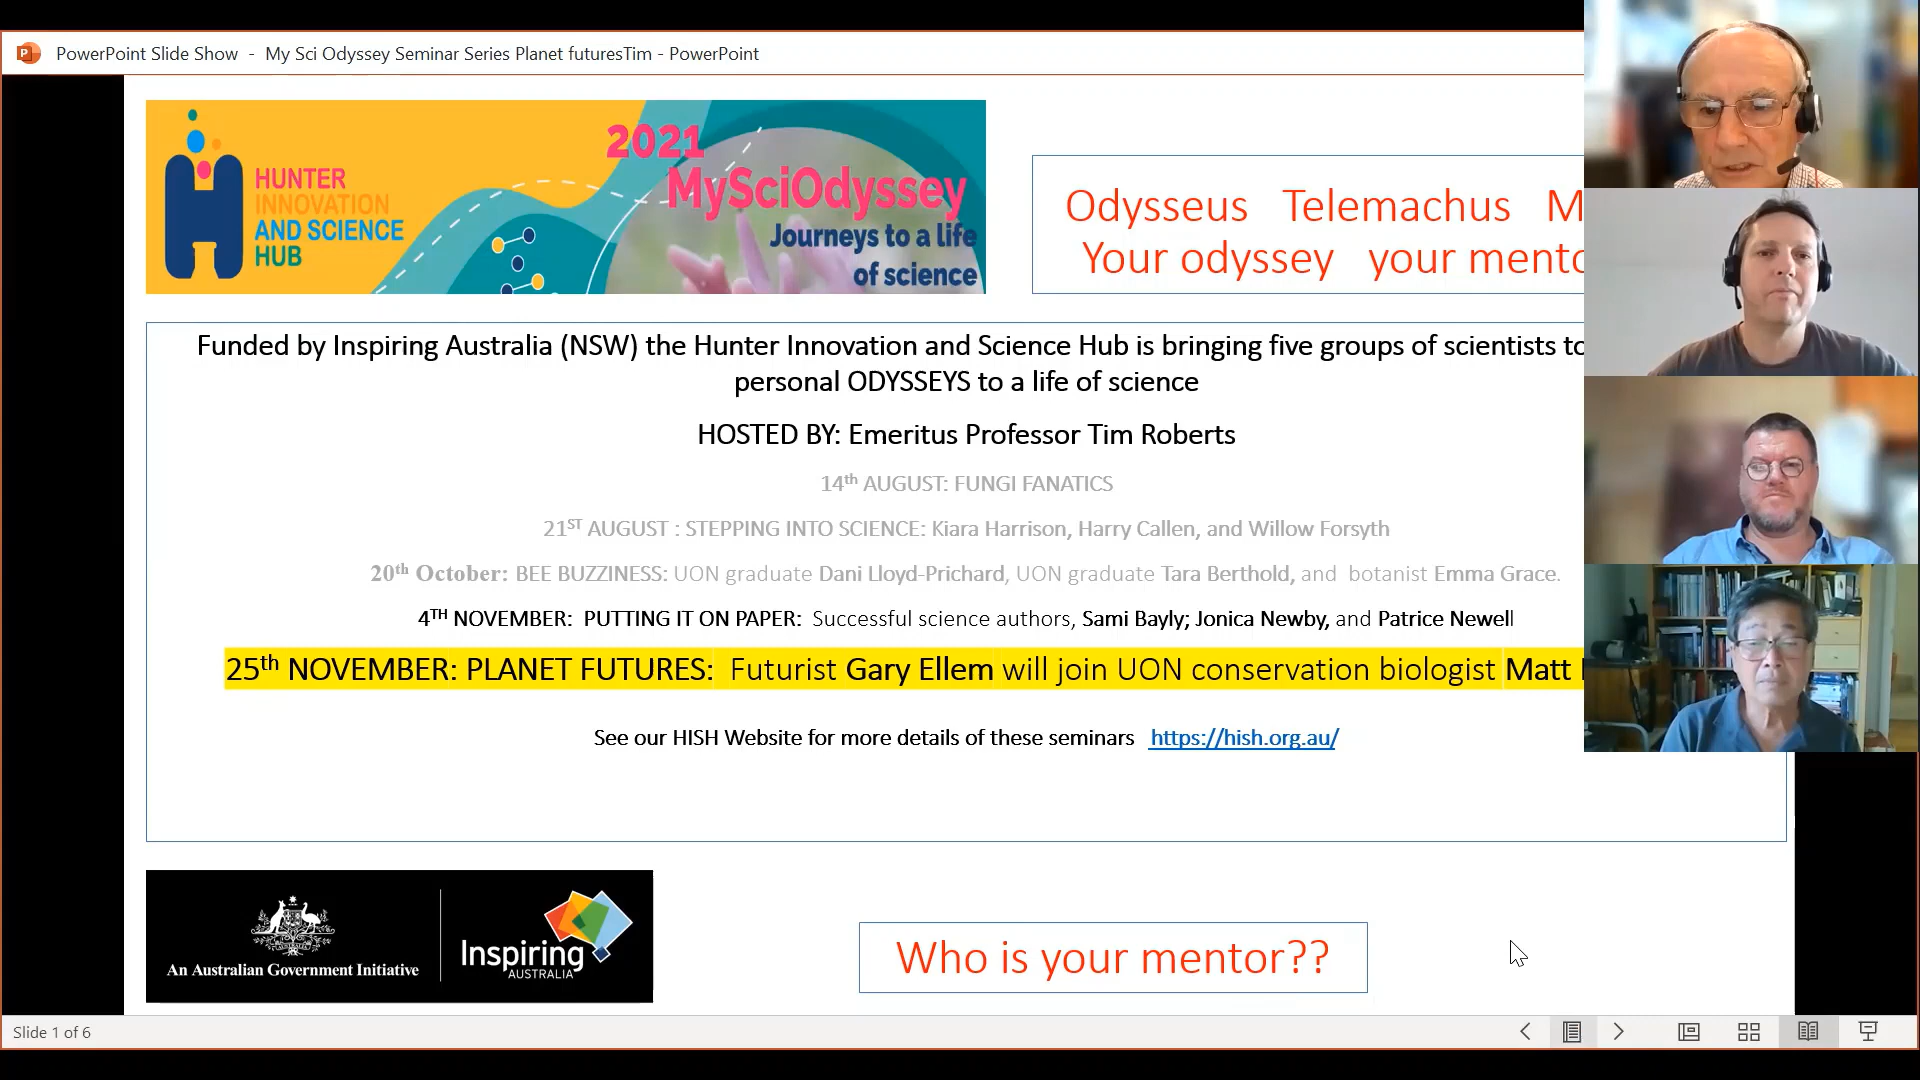 PowerPoint Slide Show - My Sci Odyssey Seminar Series Planet futuresTim - PowerPoint
HUNTER
INNOVATION
AND SCIENCE
HUB
2021
MySciOdyssey
Journeys to a life
of science
Odysseus Telemachus M
Your odyssey your mento
Funded by Inspiring Australia (NSW) the Hunter Innovation and Science Hub is bringing five groups of scientists to
personal ODYSSEYS to a life of science
HOSTED BY: Emeritus Professor Tim Roberts
14th AUGUST: FUNGI FANATICS
21ST AUGUST : STEPPING INTO SCIENCE: Kiara Harrison, Harry Callen, and Willow Forsyth
20th October: BEE BUZZINESS: UON graduate Dani Lloyd-Prichard, UON graduate Tara Berthold, and botanist Emma Grace.
4TH NOVEMBER: PUTTING IT ON PAPER: Successful science authors, Sami Bayly; Jonica Newby, and Patrice Newell
25th NOVEMBER: PLANET FUTURES: Futurist Gary Ellem will join UON conservation biologist Matt
See our HISH Website for more details of these seminars https://hish.org.au/
An Australian Government Initiative
Inspiring
AUSTRALIA
Who is your mentor??
Slide 1 of 6